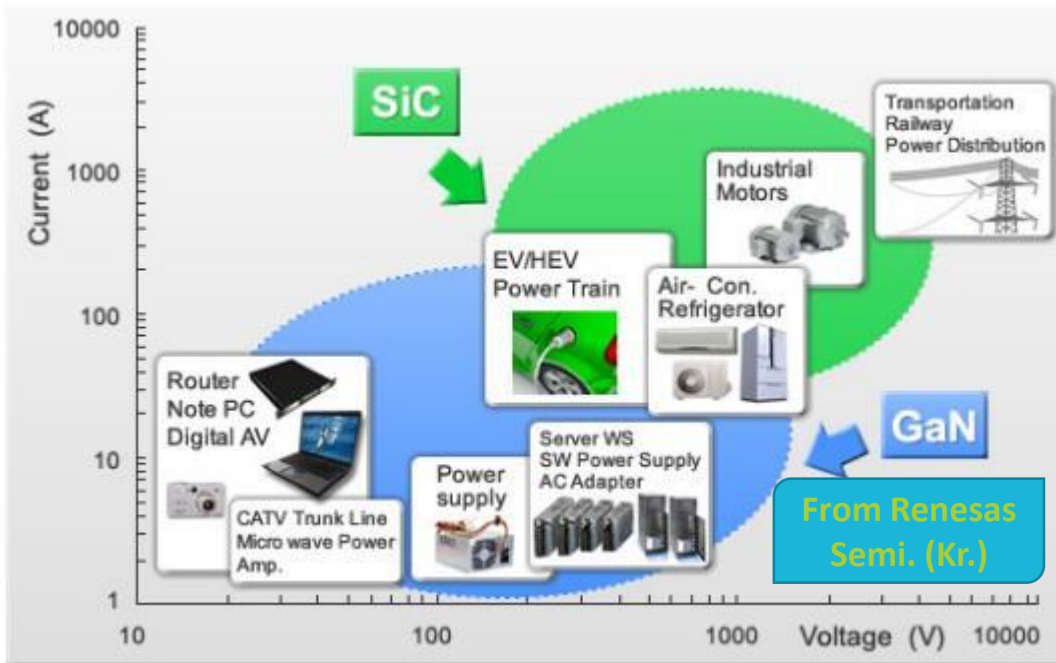 10000
1000
100
10
1
Current (A)
SiC
Transportation
Railway
Power Distribution
Industrial
Motors
EV/HEV
Power Train
Air- Con.
Refrigerator
Router
Note PC
Digital AV
GaN
Server WS
SW Power Supply
AC Adapter
Power
supply
CATV Trunk Line
Micro wave Power
Amp.
From Renesas
Semi. (Kr.)
10
100
1000
Voltage (V)
10000